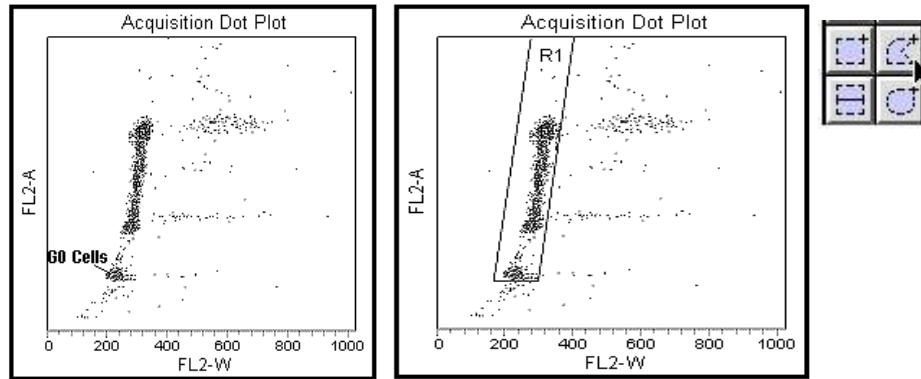 Acquisition Dot Plot
FL2-A
G0 Cells
0 200 400 600 800 1000
FL2-W
Acquisition Dot Plot
R1
FL2-A
0 200 400 600 800 1000
FL2-W